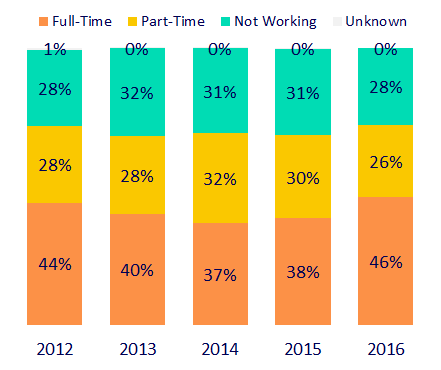 Full-Time Part-Time Not Working Unknown
1% 0% 0% 0% 0%
28% 32% 31% 31% 28%
28% 28% 32% 30% 26%
44% 40% 37% 38% 46%
2012 2013 2014 2015 2016